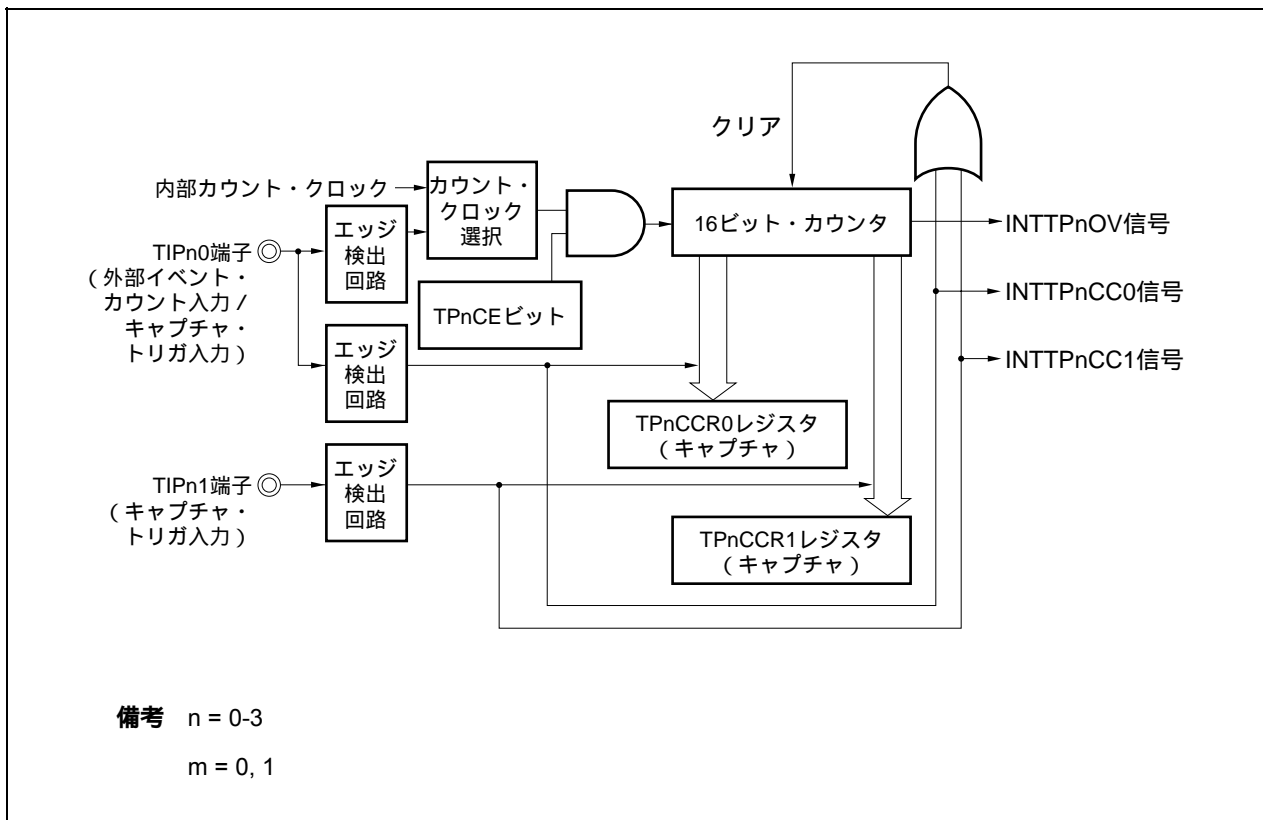 クリア
内部カウント・クロック
カウント・
クロック
選択
エッジ
検出
回路
16ビット・カウンタ
INTTPnOV信号
TIPn0端子
（外部イベント・
カウント入力／
キャプチャ・
トリガ入力）
TPnCEビット
INTTPnCC0信号
エッジ
検出
回路
INTTPnCC1信号
TPnCCR0レジスタ
（キャプチャ）
TIPn1端子
（キャプチャ・
トリガ入力）
エッジ
検出
回路
TPnCCR1レジスタ
（キャプチャ）
備考 n = 0-3
m = 0, 1